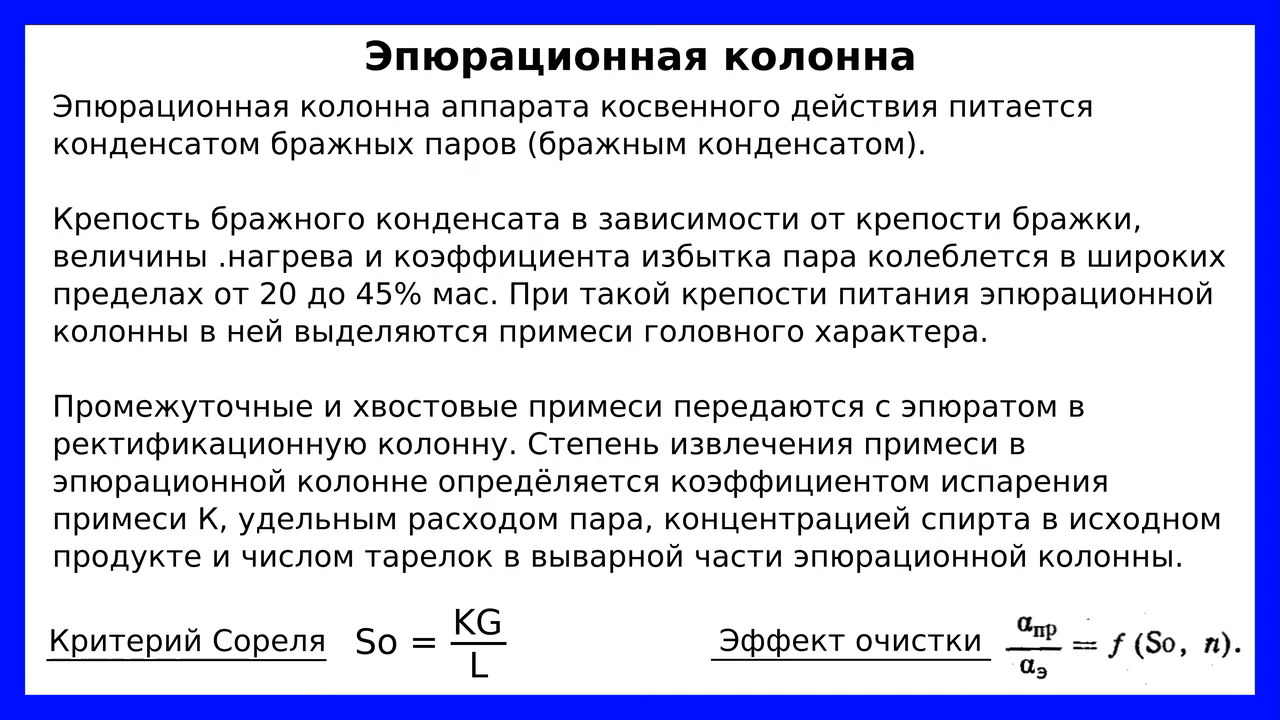 Эпюрационная колонна
Эпюрационная колонна аппарата косвенного действия питается
конденсатом бражных паров (бражным конденсатом).
Крепость бражного конденсата в зависимости от крепости бражки,
величины .нагрева и коэффициента избытка пара колеблется в широких
пределах от 20 до 45% мас. При такой крепости питания эпюрационной
колонны в ней выделяются примеси головного характера.
Промежуточные и хвостовые примеси передаются с эпюратом в
ректификационную колонну. Степень извлечения примеси в
эпюрационной колонне опредёляется коэффициентом испарения
примеси К, удельным расходом пара, концентрацией спирта в исходном
продукте и числом тарелок в выварной части эпюрационной колонны.
Критерий Сореля So = KG / L
Эффект очистки αпр / αэ = f (So, n).